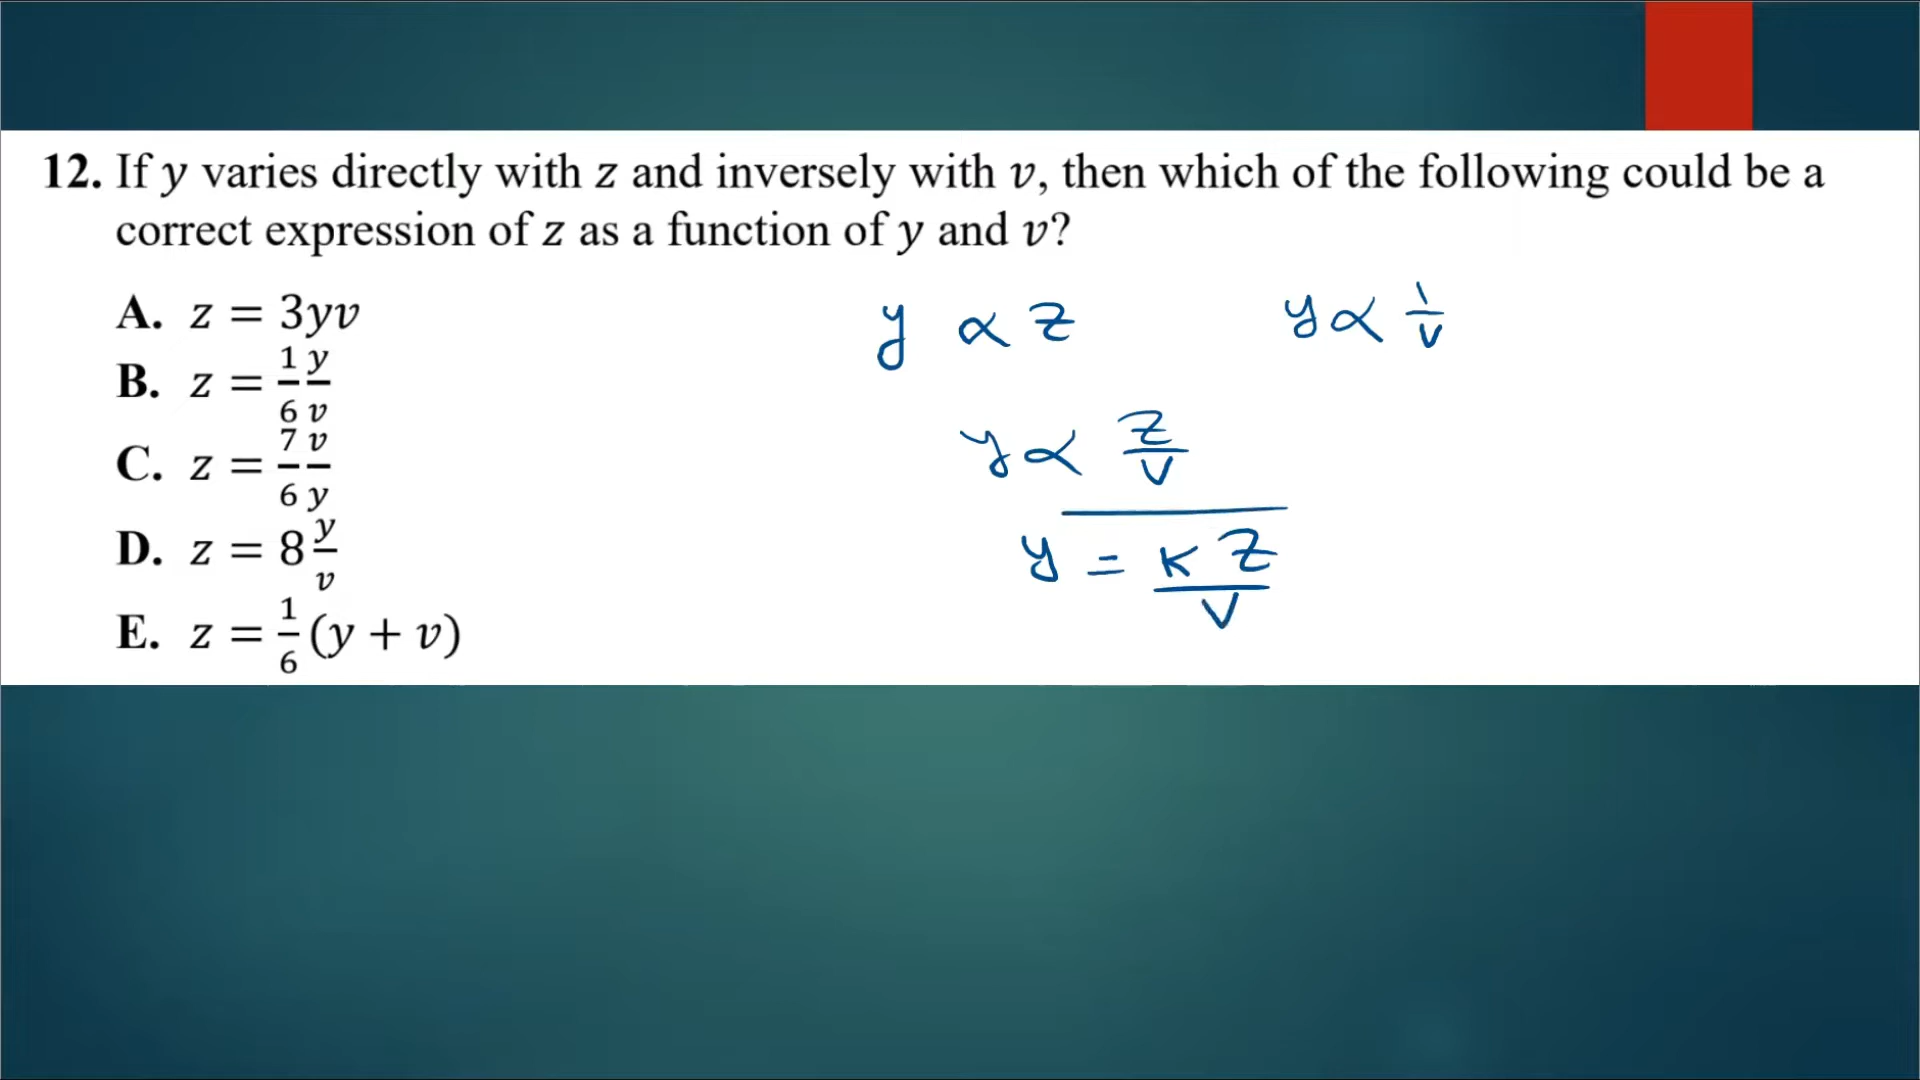 12. If y varies directly with z and inversely with v, then which of the following could be a
correct expression of z as a function of y and v?
A. z = 3yv
B. z = 1/6 y/v
C. z = 7/6 v/y
D. z = 8 y/v
E. z = 1/6 (y + v)
y ∝ z
y ∝ 1/v
y ∝ z/v
y = K z/v